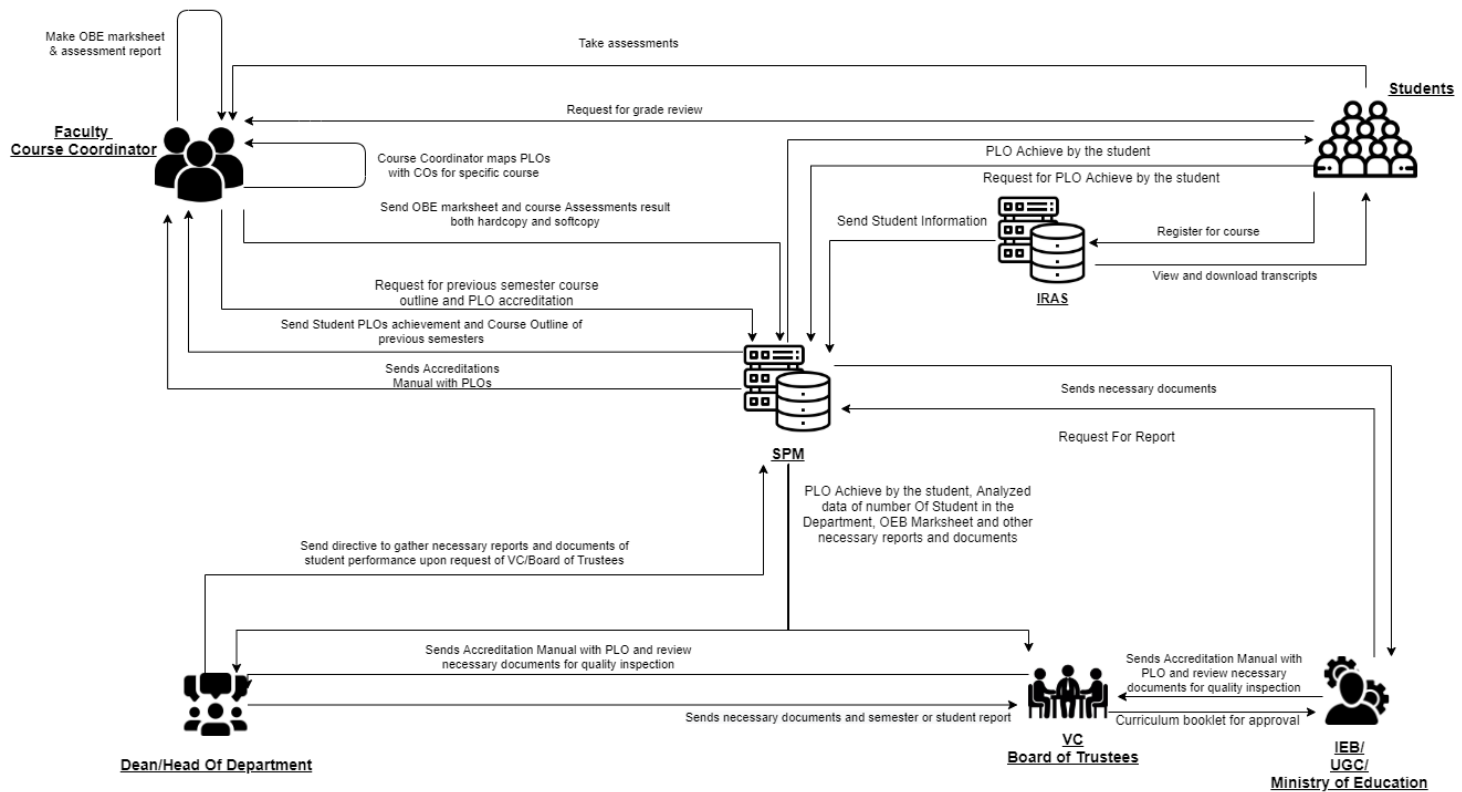 Make OBE marksheet
& assessment report
Take assessments
Students
Request for grade review
Faculty
Course Coordinator
PLO Achieve by the student
Course Coordinator maps PLOs
with COs for specific course
Request for PLO Achieve by the student
Send OBE marksheet and course Assessments result
both hardcopy and softcopy
Send Student Information
Register for course
View and download transcripts
IRAS
Request for previous semester course
outline and PLO accreditation
Send Student PLOs achievement and Course Outline of
previous semesters
Sends Accreditations
Manual with PLOs
Sends necessary documents
Request For Report
SPM
PLO Achieve by the student, Analyzed
data of number Of Student in the
Department, OEB Marksheet and other
necessary reports and documents
Send directive to gather necessary reports and documents of
student performance upon request of VC/Board of Trustees
Sends Accreditation Manual with PLO and review
necessary documents for quality inspection
Sends Accreditation Manual with
PLO and review necessary
documents for quality inspection
Sends necessary documents and semester or student report
Curriculum booklet for approval
Dean/Head Of Department
VC
Board of Trustees
IEB/
UGC/
Ministry of Education